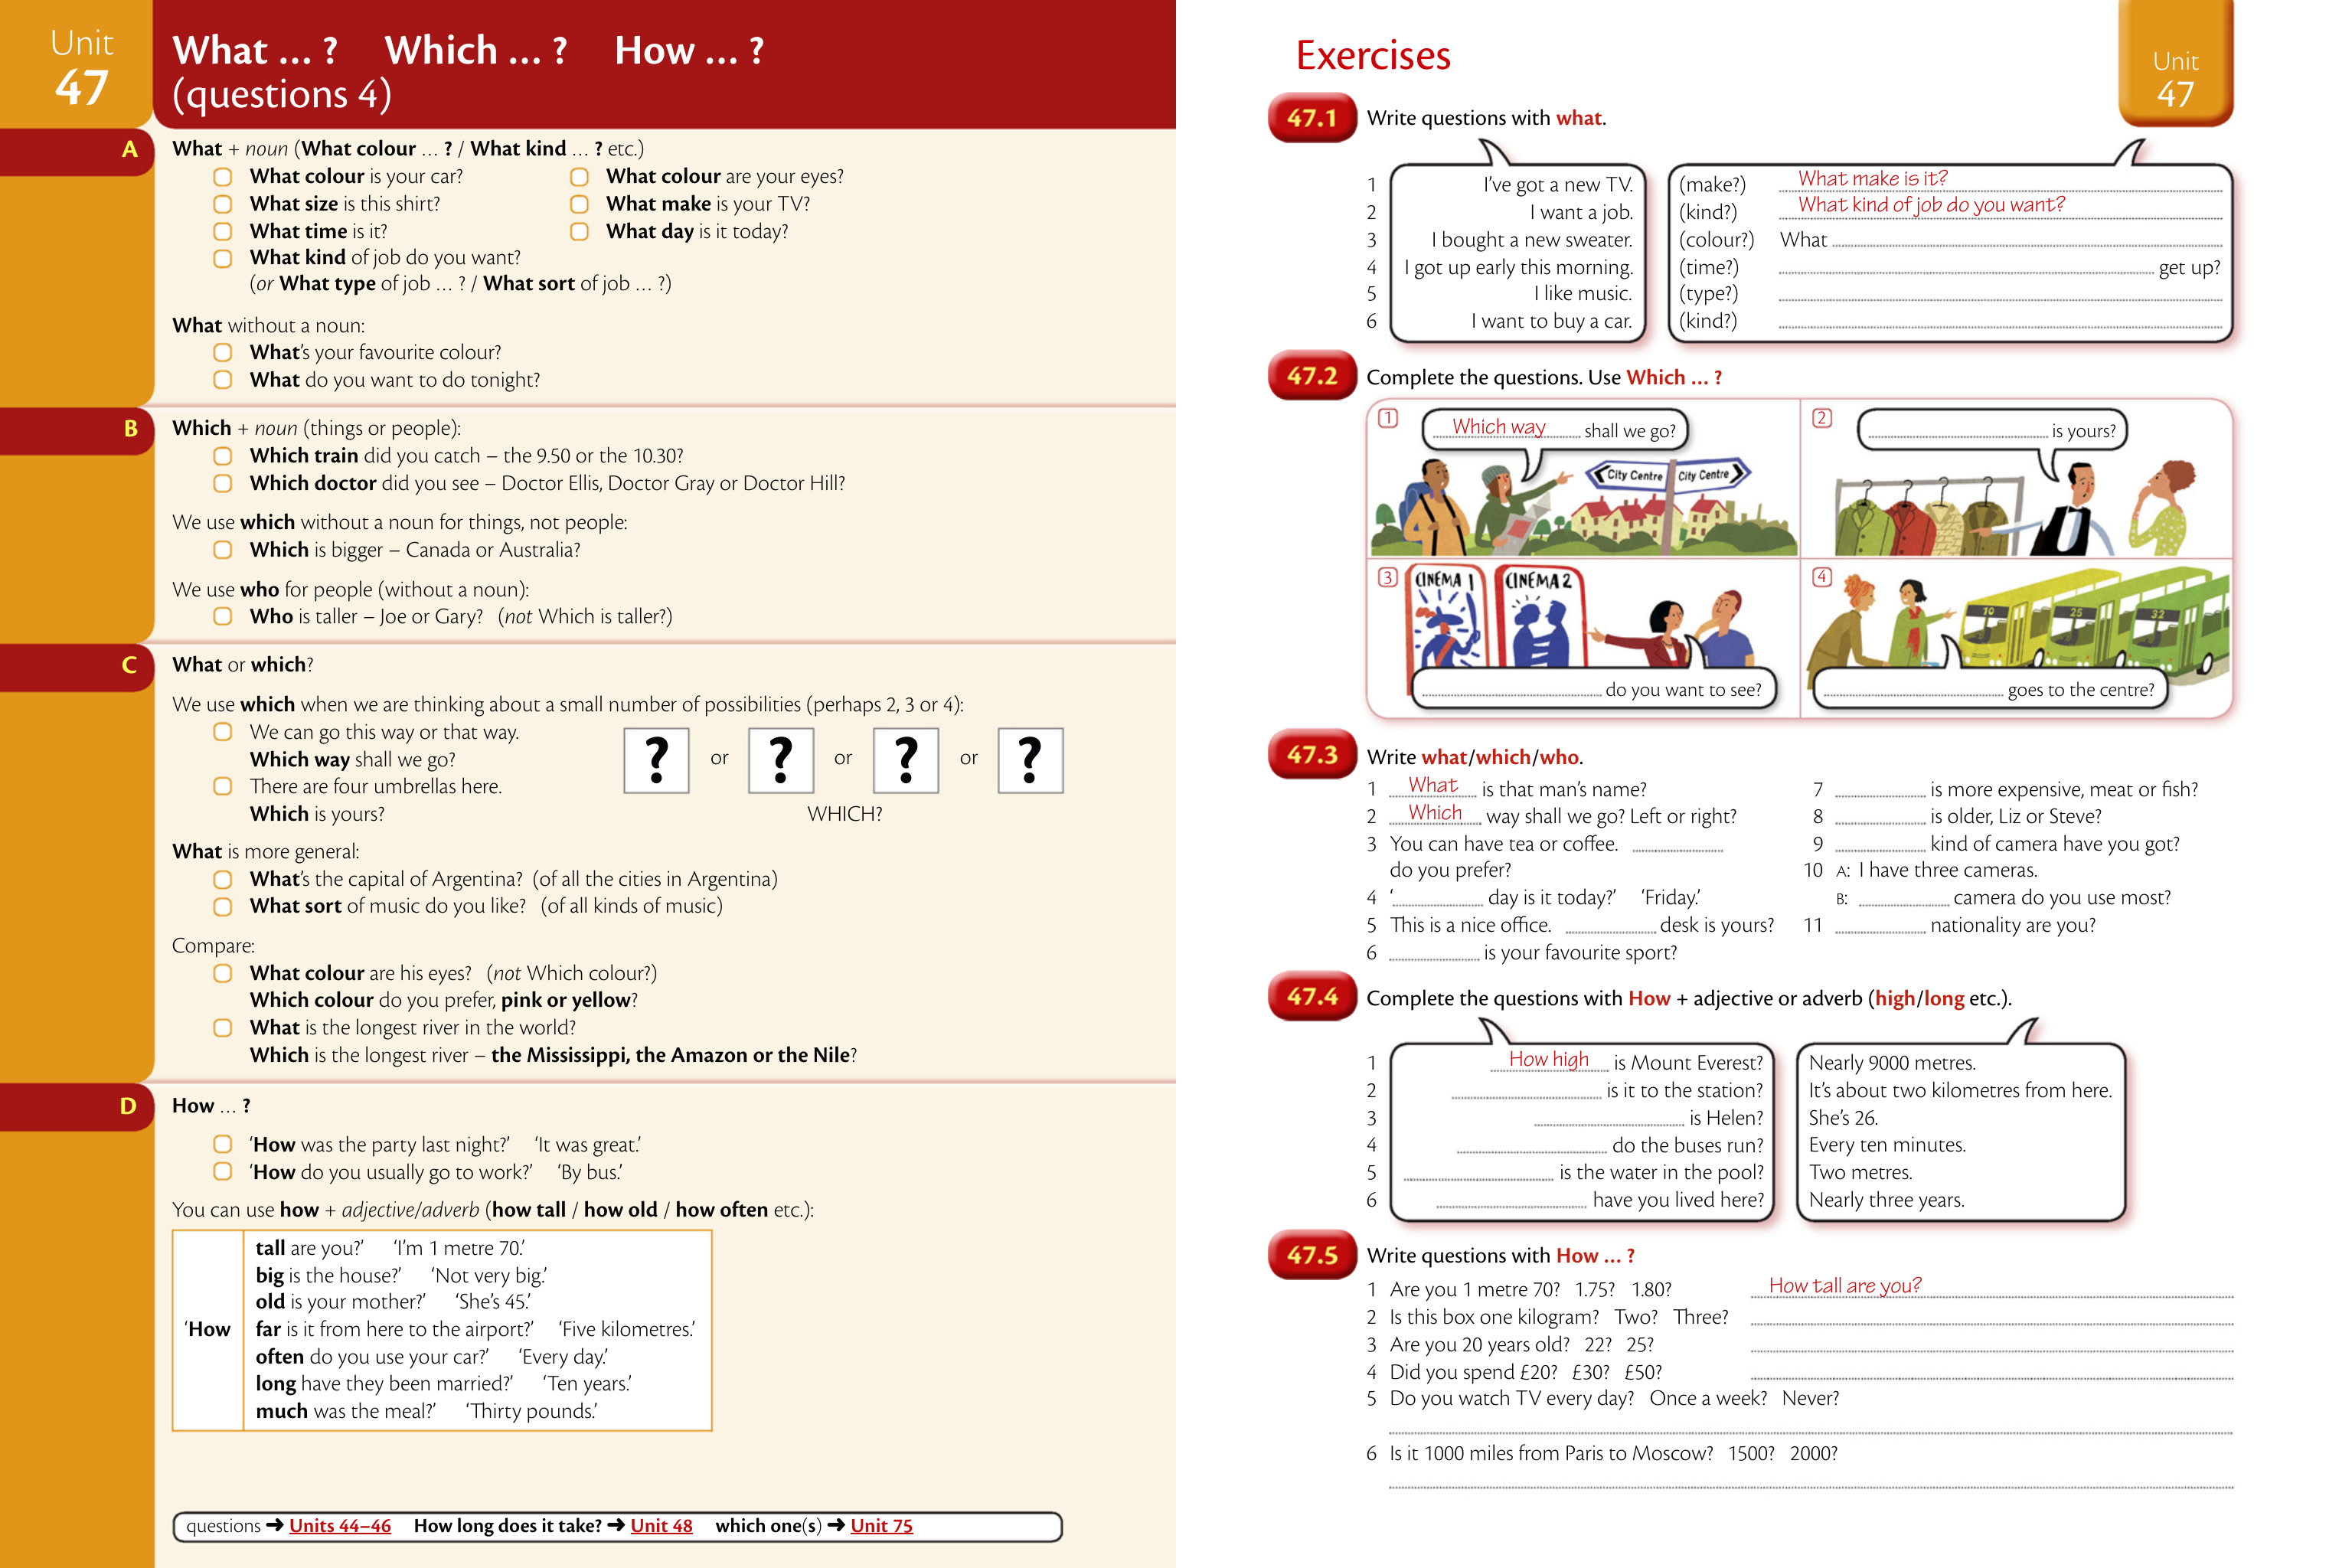 Unit
47
What … ? Which … ? How … ?
(questions 4)
A
What + noun (What colour … ? / What kind … ? etc.)
What colour is your car?
What colour are your eyes?
What size is this shirt?
What make is your TV?
What time is it?
What day is it today?
What kind of job do you want?
(or What type of job … ? / What sort of job … ?)
What without a noun:
What's your favourite colour?
What do you want to do tonight?
B
Which + noun (things or people):
Which train did you catch – the 9.50 or the 10.30?
Which doctor did you see – Doctor Ellis, Doctor Gray or Doctor Hill?
We use which without a noun for things, not people:
Which is bigger – Canada or Australia?
We use who for people (without a noun):
Who is taller – Joe or Gary? (not Which is taller?)
C
What or which?
We use which when we are thinking about a small number of possibilities (perhaps 2, 3 or 4):
We can go this way or that way.
Which way shall we go?
There are four umbrellas here.
Which is yours?
? or ? or ? or ?
WHICH?
What is more general:
What's the capital of Argentina? (of all the cities in Argentina)
What sort of music do you like? (of all kinds of music)
Compare:
What colour are his eyes? (not Which colour?)
Which colour do you prefer, pink or yellow?
What is the longest river in the world?
Which is the longest river – the Mississippi, the Amazon or the Nile?
D
How … ?
'How was the party last night?' 'It was great.'
'How do you usually go to work?' 'By bus.'
You can use how + adjective/adverb (how tall / how old / how often etc.):
'How
tall are you?' 'I'm 1 metre 70.'
big is the house?' 'Not very big.'
old is your mother?' 'She's 45.'
far is it from here to the airport?' 'Five kilometres.'
often do you use your car?' 'Every day.'
long have they been married?' 'Ten years.'
much was the meal?' 'Thirty pounds.'
questions ➜ Units 44–46 How long does it take? ➜ Unit 48 which one(s) ➜ Unit 75
Exercises
Unit
47
47.1 Write questions with what.
1 I've got a new TV. (make?) What make is it?
2 I want a job. (kind?) What kind of job do you want?
3 I bought a new sweater. (colour?) What
4 I got up early this morning. (time?) get up?
5 I like music. (type?)
6 I want to buy a car. (kind?)
47.2 Complete the questions. Use Which … ?
1 Which way shall we go?
City Centre City Centre
2 is yours?
3 CINEMA 1 CINEMA 2
do you want to see?
4 10 25 32
goes to the centre?
47.3 Write what/which/who.
1 What is that man's name?
2 Which way shall we go? Left or right?
3 You can have tea or coffee.
do you prefer?
4 ' day is it today?' 'Friday.'
5 This is a nice office. desk is yours?
6 is your favourite sport?
7 is more expensive, meat or fish?
8 is older, Liz or Steve?
9 kind of camera have you got?
10 A: I have three cameras.
B: camera do you use most?
11 nationality are you?
47.4 Complete the questions with How + adjective or adverb (high/long etc.).
1 How high is Mount Everest? Nearly 9000 metres.
2 is it to the station? It's about two kilometres from here.
3 is Helen? She's 26.
4 do the buses run? Every ten minutes.
5 is the water in the pool? Two metres.
6 have you lived here? Nearly three years.
47.5 Write questions with How … ?
1 Are you 1 metre 70? 1.75? 1.80? How tall are you?
2 Is this box one kilogram? Two? Three?
3 Are you 20 years old? 22? 25?
4 Did you spend £20? £30? £50?
5 Do you watch TV every day? Once a week? Never?
6 Is it 1000 miles from Paris to Moscow? 1500? 2000?